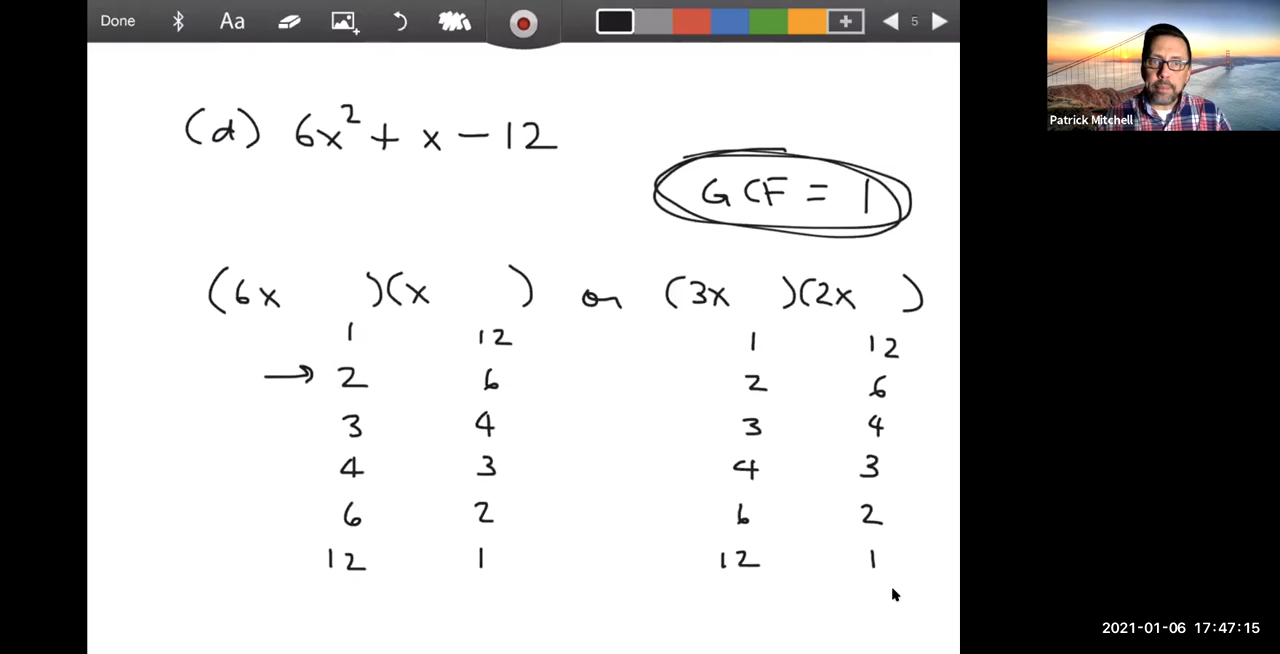 Done Aa 5
Patrick Mitchell
(d) 6x² + x − 12
GCF = 1
(6x )(x ) or (3x )(2x )
1 12 1 12
→ 2 6 2 6
3 4 3 4
4 3 4 3
6 2 6 2
12 1 12 1
2021-01-06 17:47:15